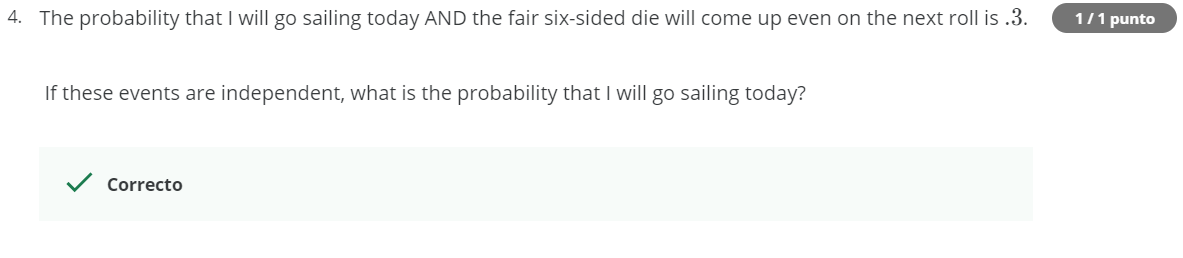 4. The probability that I will go sailing today AND the fair six-sided die will come up even on the next roll is .3. 1 / 1 punto
If these events are independent, what is the probability that I will go sailing today?
Correcto